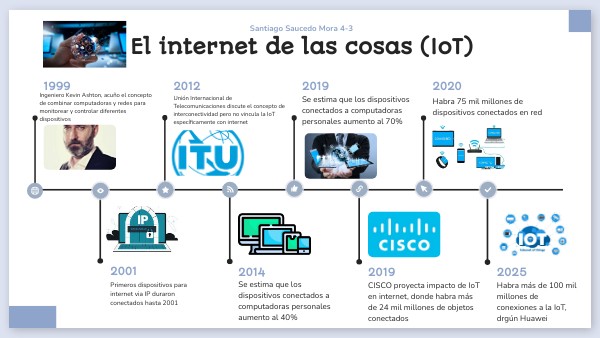 Santiago Saucedo Mora 4-3
El internet de las cosas (IoT)
1999
Ingeniero Kevin Ashton, acuño el concepto
de combinar computadoras y redes para
monitorear y controlar diferentes
dispositivos
2012
Unión Internacional de
Telecomunicaciones discute el concepto de
interconectividad pero no vincula la IoT
específicamente con internet
ITU
2019
Se estima que los dispositivos
conectados a computadoras
personales aumento al 70%
2020
Habra 75 mil millones de
dispositivos conectados en red
IP
2001
Primeros dispositivos para
internet via IP duraron
conectados hasta 2001
2014
Se estima que los
dispositivos conectados a
computadoras personales
aumento al 40%
CISCO
2019
CISCO proyecta impacto de IoT
en internet, donde habra más
de 24 mil millones de objetos
conectados
IOT
2025
Habra más de 100 mil
millones de
conexiones a la IoT,
drgún Huawei